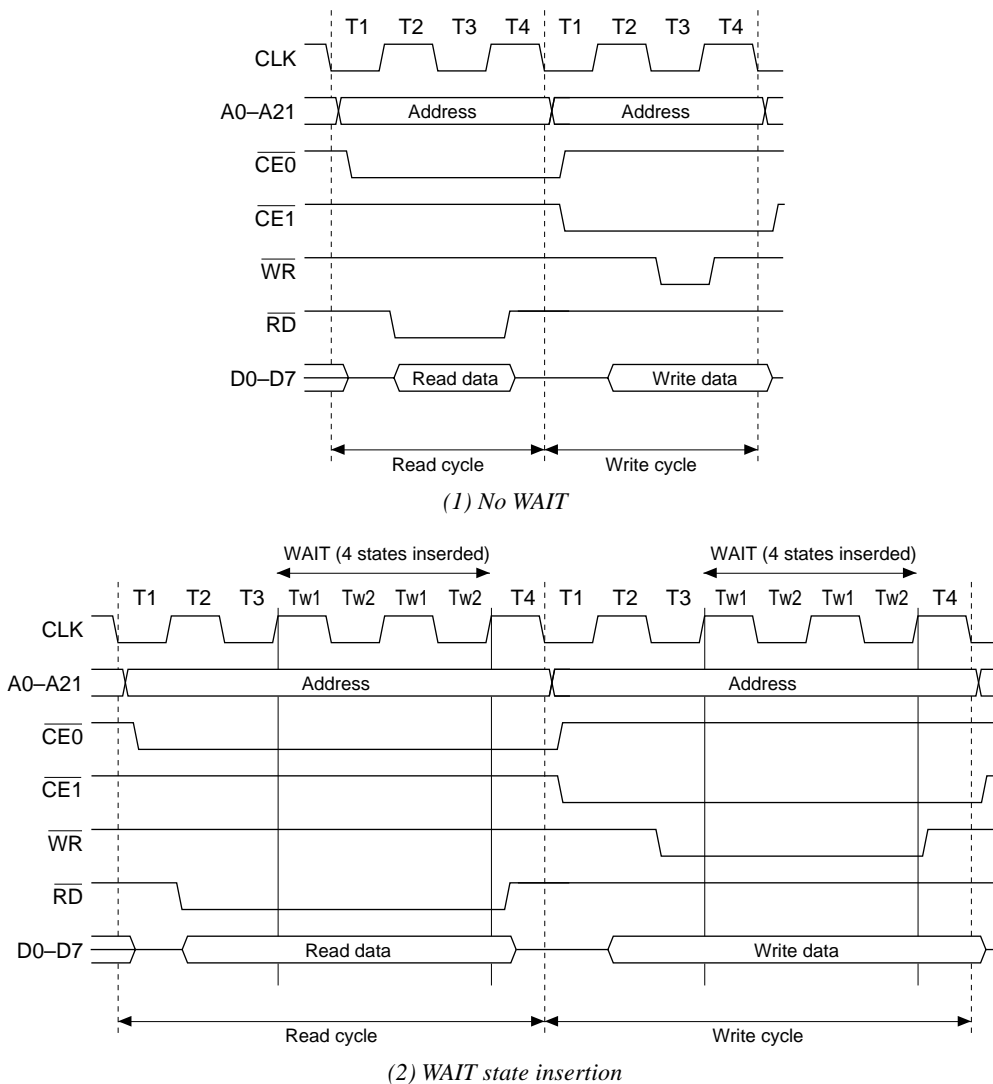 T1 T2 T3 T4 T1 T2 T3 T4
CLK
A0–A21 Address Address
CE0
CE1
WR
RD
D0–D7 Read data Write data
Read cycle Write cycle
(1) No WAIT
WAIT (4 states inserded) WAIT (4 states inserded)
T1 T2 T3 Tw1 Tw2 Tw1 Tw2 T4 T1 T2 T3 Tw1 Tw2 Tw1 Tw2 T4
CLK
A0–A21 Address Address
CE0
CE1
WR
RD
D0–D7 Read data Write data
Read cycle Write cycle
(2) WAIT state insertion